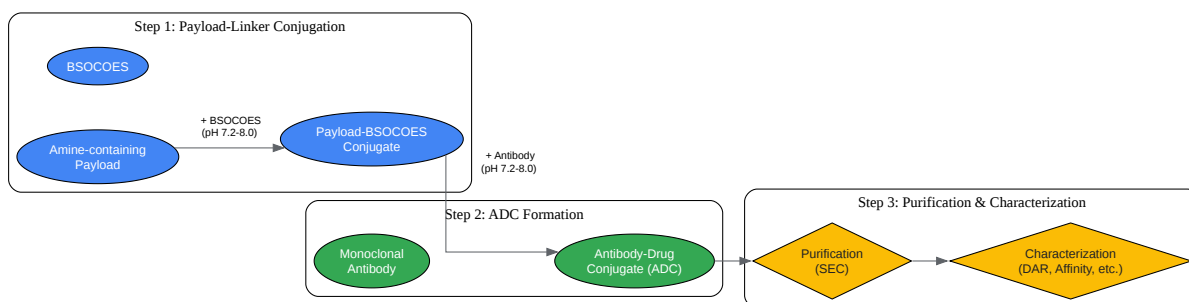 Step 1: Payload-Linker Conjugation
BSOCOES
Amine-containing
Payload
+ BSOCOES
(pH 7.2-8.0)
Payload-BSOCOES
Conjugate
+ Antibody
(pH 7.2-8.0)
Step 2: ADC Formation
Monoclonal
Antibody
Antibody-Drug
Conjugate (ADC)
Step 3: Purification & Characterization
Purification
(SEC)
Characterization
(DAR, Affinity, etc.)